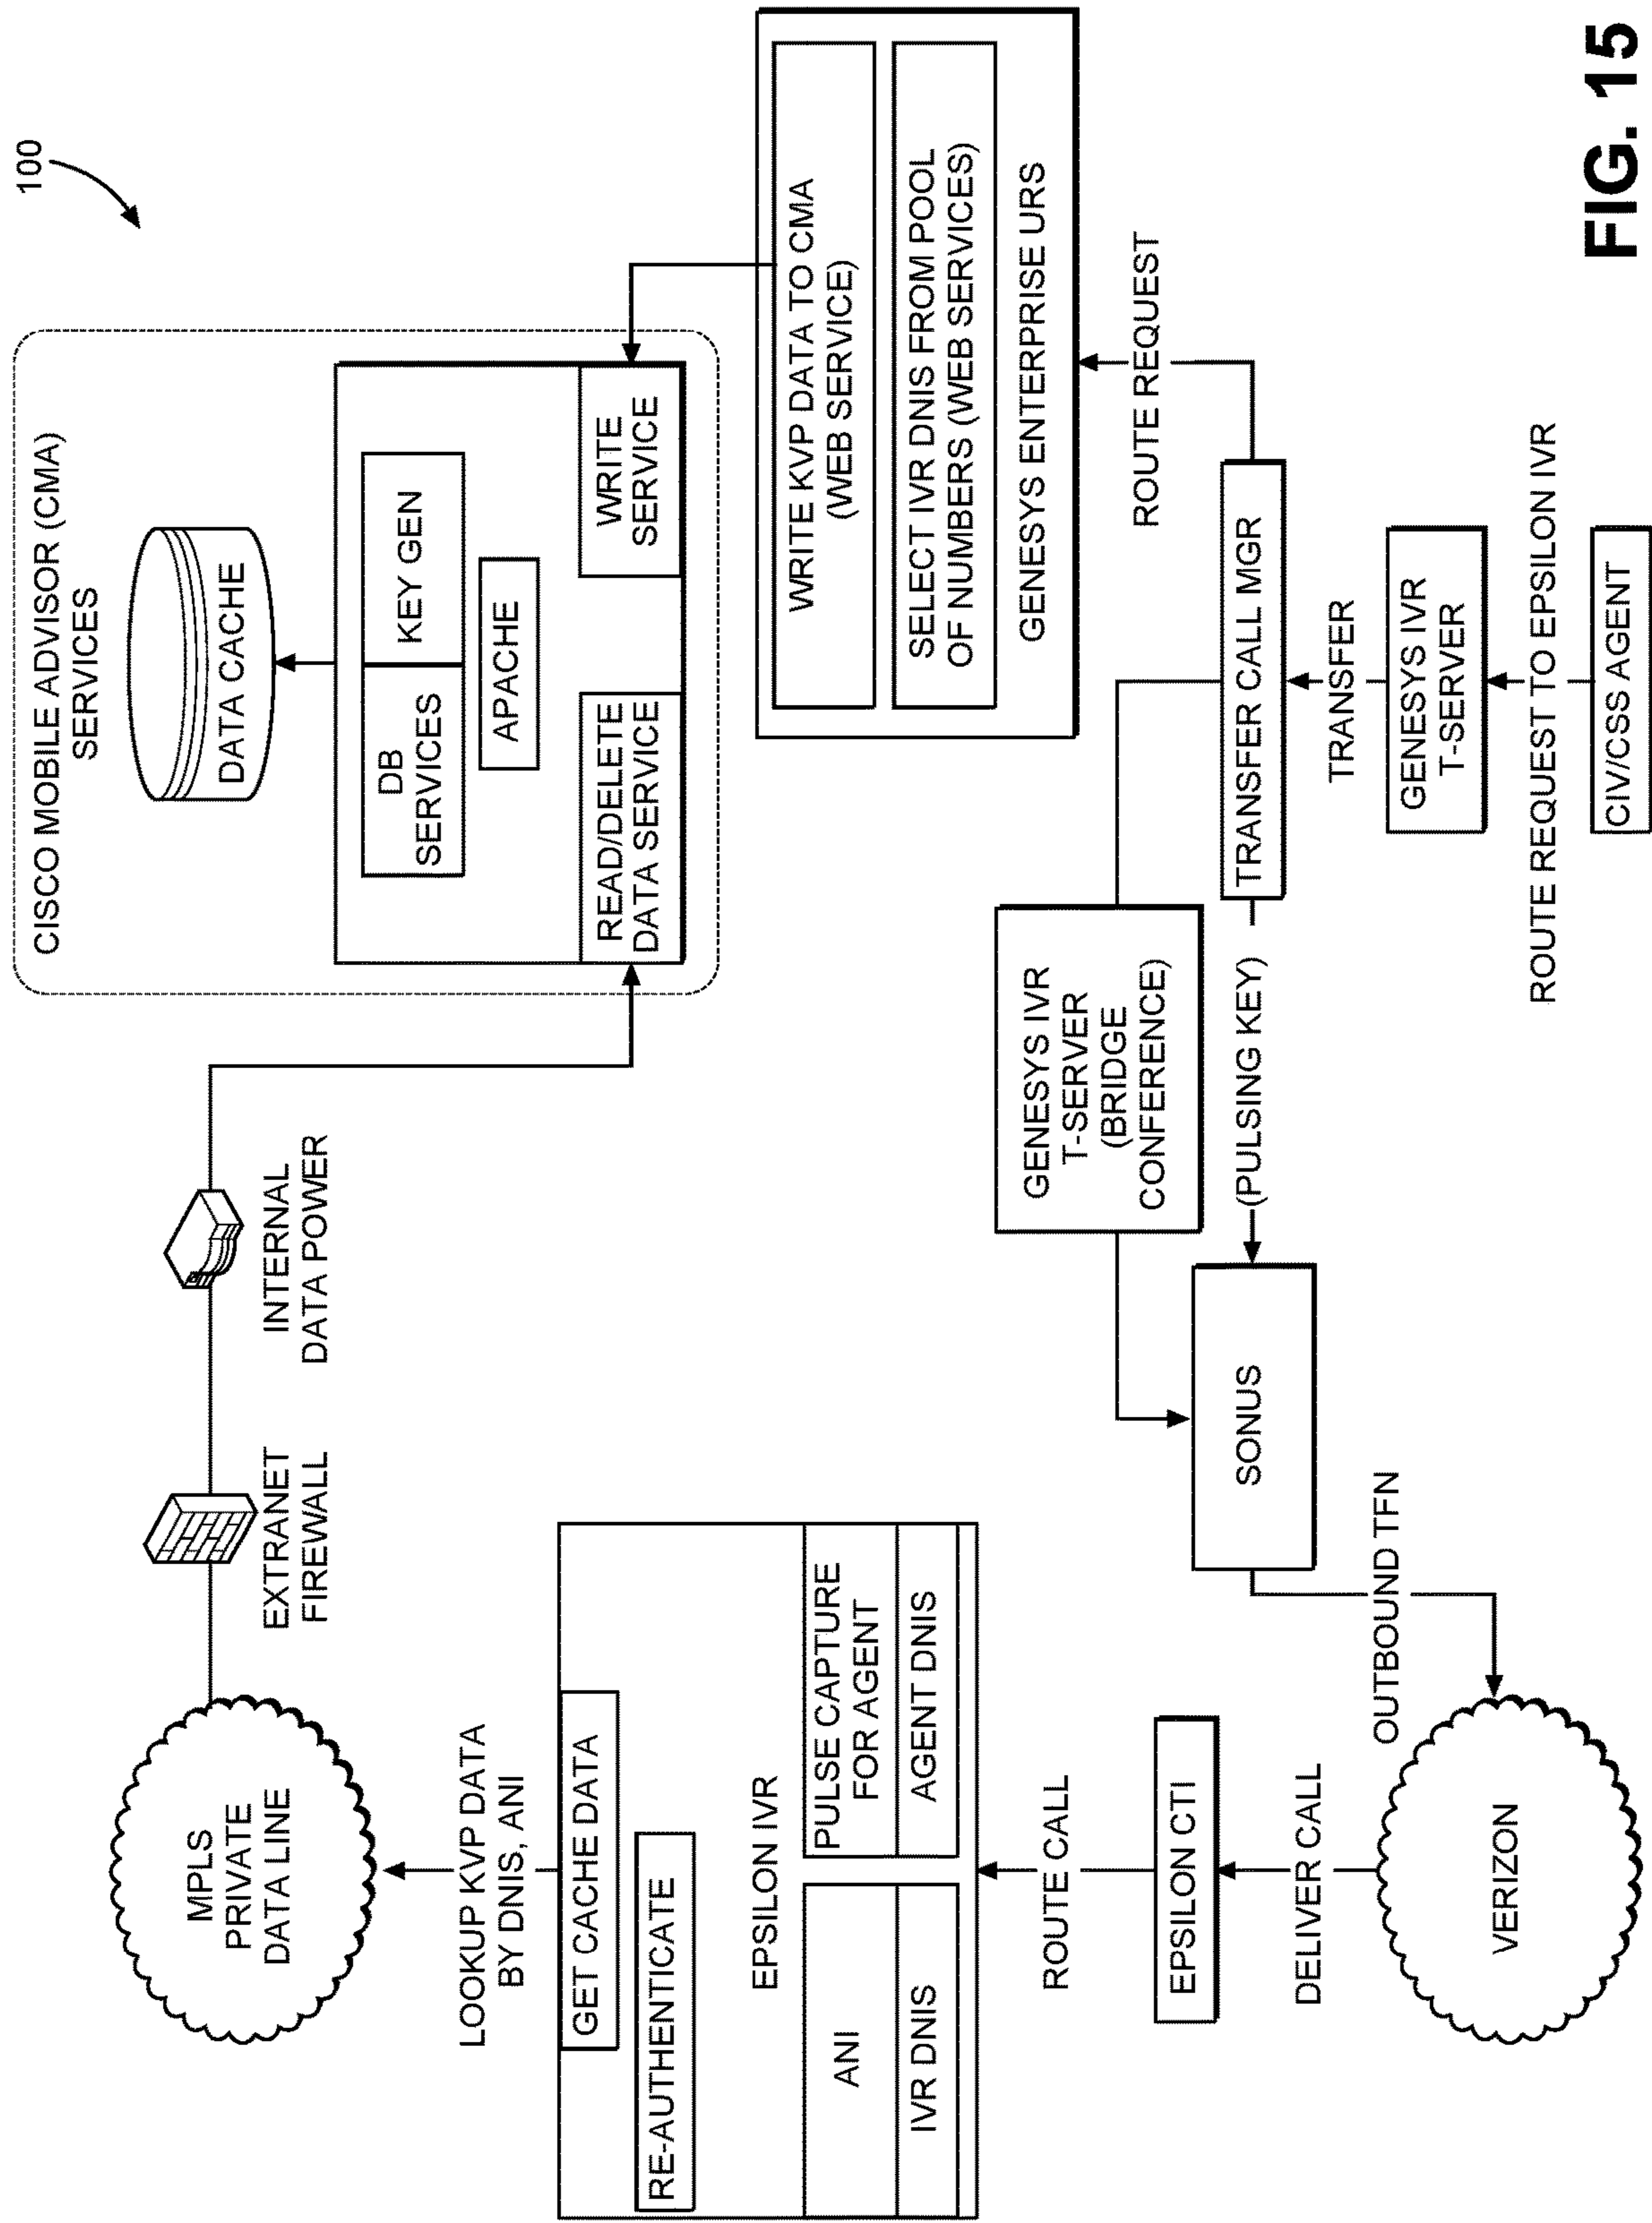 100
CISCO MOBILE ADVISOR (CMA)
SERVICES
DATA CACHE
DB
SERVICES
KEY GEN
APACHE
READ/DELETE
DATA SERVICE
WRITE
SERVICE
MPLS
PRIVATE
DATA LINE
EXTRANET
FIREWALL
INTERNAL
DATA POWER
LOOKUP KVP DATA
BY DNIS, ANI
GET CACHE DATA
RE-AUTHENTICATE
EPSILON IVR
ANI
IVR DNIS
PULSE CAPTURE
FOR AGENT
AGENT DNIS
ROUTE CALL
EPSILON CTI
DELIVER CALL
VERIZON
OUTBOUND TFN
SONUS
(PULSING KEY)
GENESYS IVR
T-SERVER
(BRIDGE
CONFERENCE)
WRITE KVP DATA TO CMA
(WEB SERVICE)
SELECT IVR DNIS FROM POOL
OF NUMBERS (WEB SERVICES)
GENESYS ENTERPRISE URS
ROUTE REQUEST
TRANSFER CALL MGR
TRANSFER
GENESYS IVR
T-SERVER
ROUTE REQUEST TO EPSILON IVR
CIV/CSS AGENT
FIG. 15